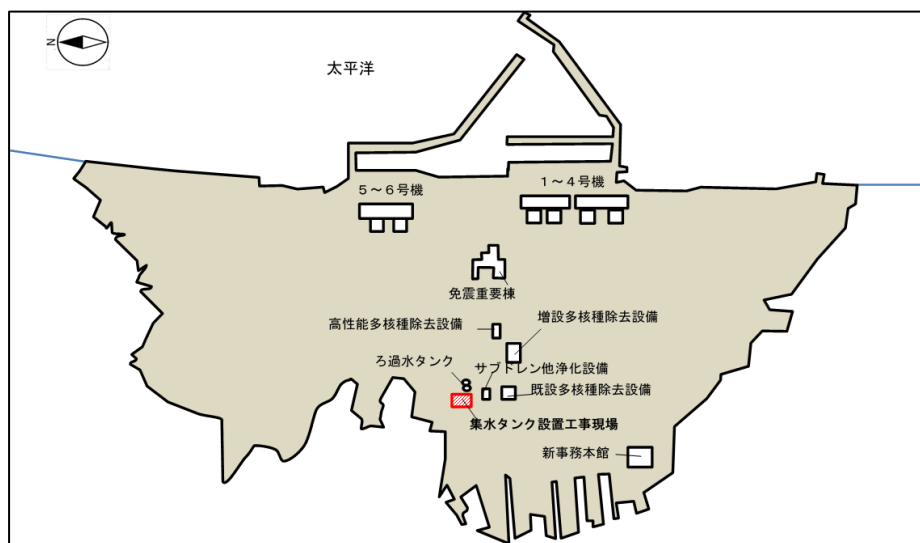 N
太平洋
5～6号機
1～4号機
免震重要棟
高性能多核種除去設備
増設多核種除去設備
ろ過水タンク
サブドレン他浄化設備
既設多核種除去設備
集水タンク設置工事現場
新事務本館